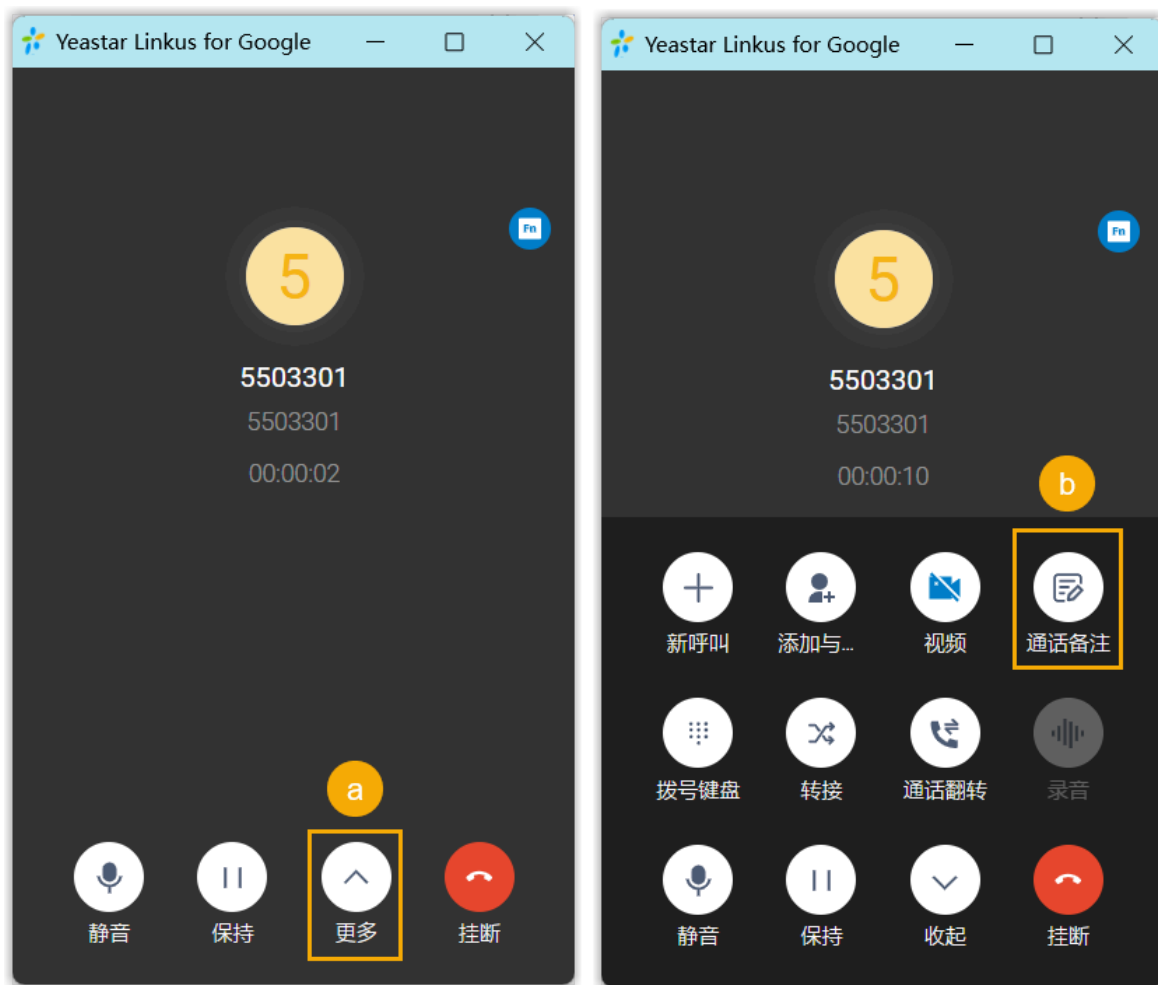 Yeastar Linkus for Google
Fn
5
5503301
5503301
00:00:02
a
静音 保持 更多 挂断
Yeastar Linkus for Google
Fn
5
5503301
5503301
00:00:10
b
新呼叫 添加与... 视频 通话备注
拨号键盘 转接 通话翻转 录音
静音 保持 收起 挂断